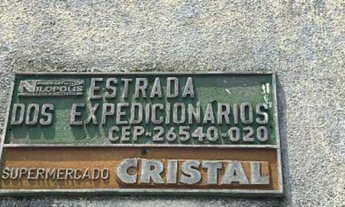 NILÓPOLIS
ESTRADA
DOS EXPEDICIONÁRIOS
CEP-26540-020
SUPERMERCADO CRISTAL